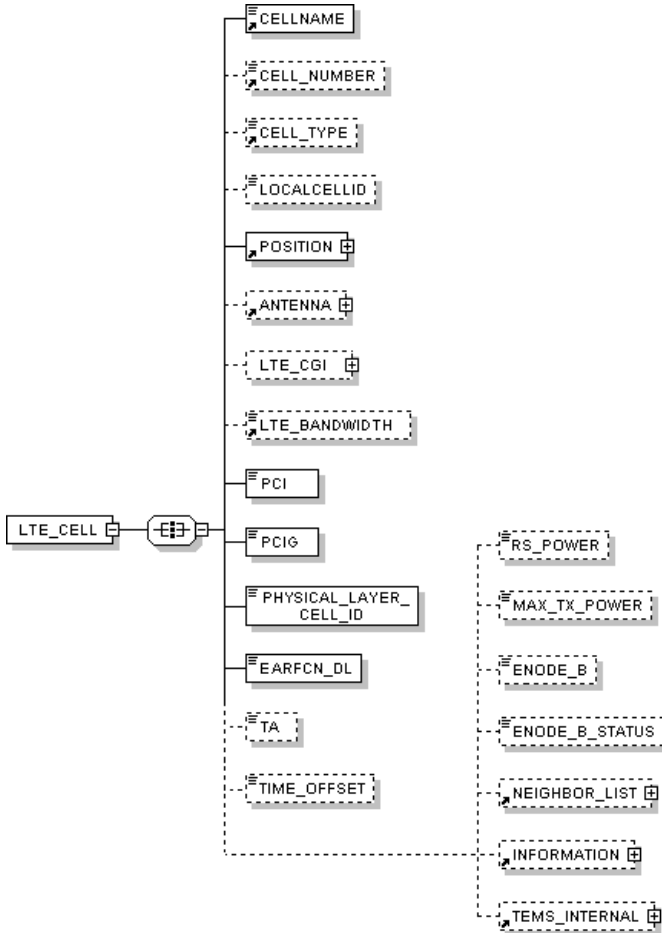 CELLNAME
CELL_NUMBER
CELL_TYPE
LOCALCELLID
POSITION
ANTENNA
LTE_CGI
LTE_BANDWIDTH
PCI
LTE_CELL
PCIG
PHYSICAL_LAYER_
CELL_ID
EARFCN_DL
TA
TIME_OFFSET
RS_POWER
MAX_TX_POWER
ENODE_B
ENODE_B_STATUS
NEIGHBOR_LIST
INFORMATION
TEMS_INTERNAL